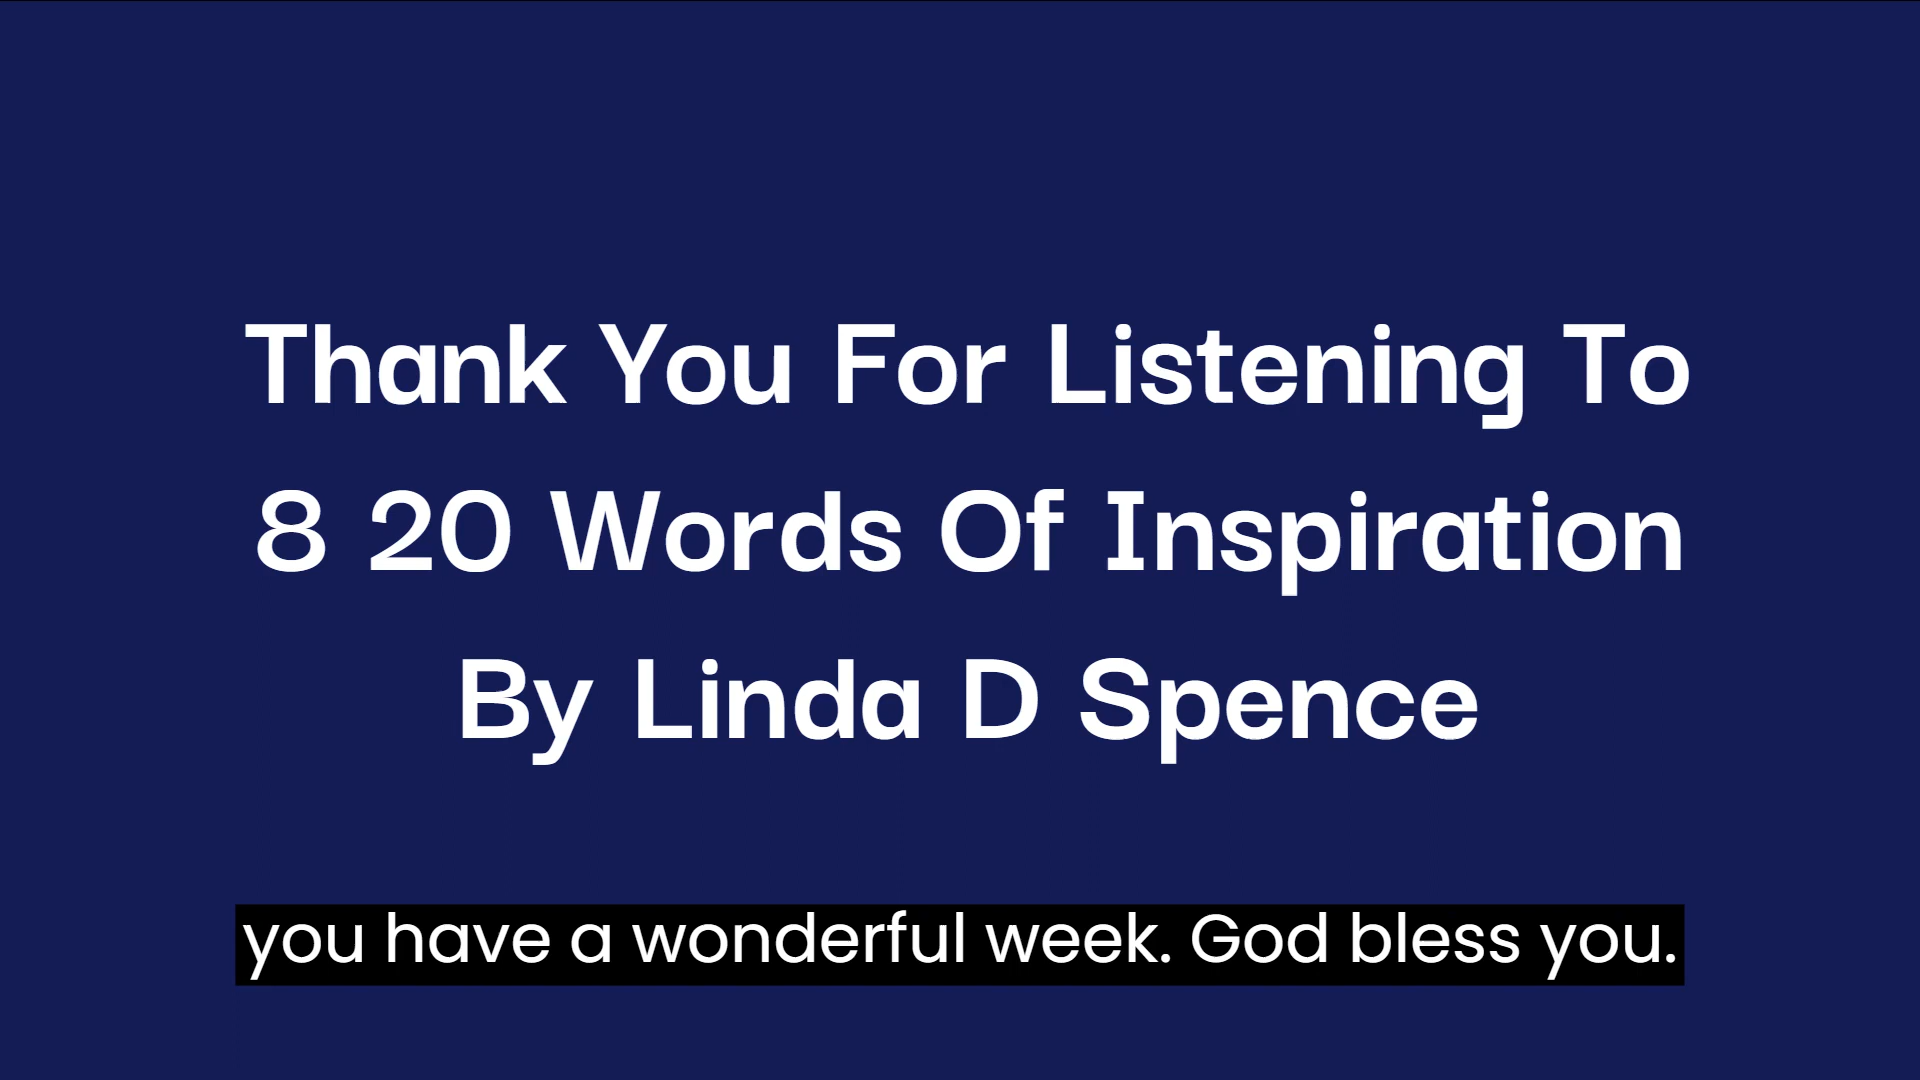 Thank You For Listening To
8 20 Words Of Inspiration
By Linda D Spence
you have a wonderful week. God bless you.